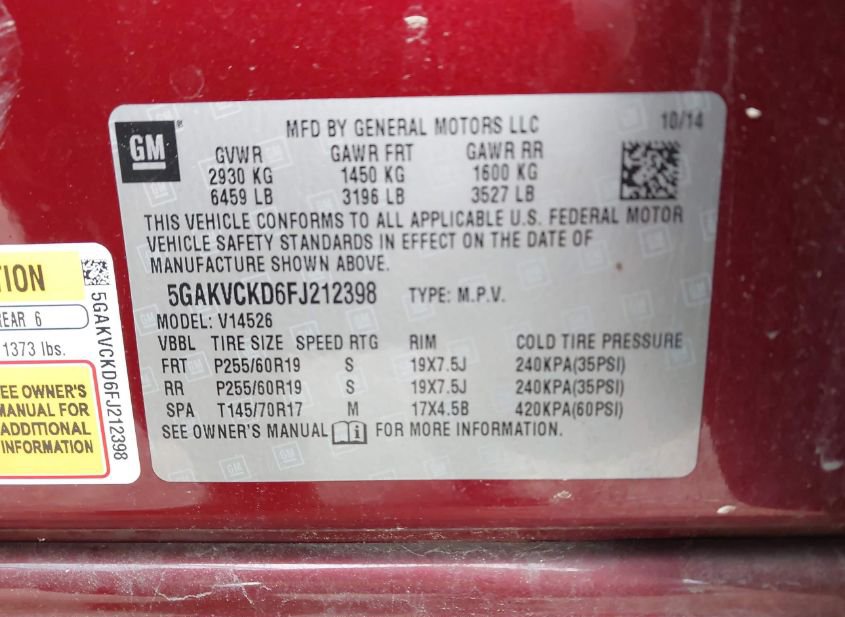 GM
MFD BY GENERAL MOTORS LLC 10/14
GVWR GAWR FRT GAWR RR
2930 KG 1450 KG 1600 KG
6459 LB 3196 LB 3527 LB
THIS VEHICLE CONFORMS TO ALL APPLICABLE U.S. FEDERAL MOTOR
VEHICLE SAFETY STANDARDS IN EFFECT ON THE DATE OF
MANUFACTURE SHOWN ABOVE.
5GAKVCKD6FJ212398 TYPE: M.P.V.
MODEL: V14526
VBBL TIRE SIZE SPEED RTG RIM COLD TIRE PRESSURE
FRT P255/60R19 S 19X7.5J 240KPA(35PSI)
RR P255/60R19 S 19X7.5J 240KPA(35PSI)
SPA T145/70R17 M 17X4.5B 420KPA(60PSI)
SEE OWNER'S MANUAL i FOR MORE INFORMATION.
TION
REAR 6
1373 lbs.
EE OWNER'S
MANUAL FOR
ADDITIONAL
INFORMATION
5GAKVCKD6FJ212398